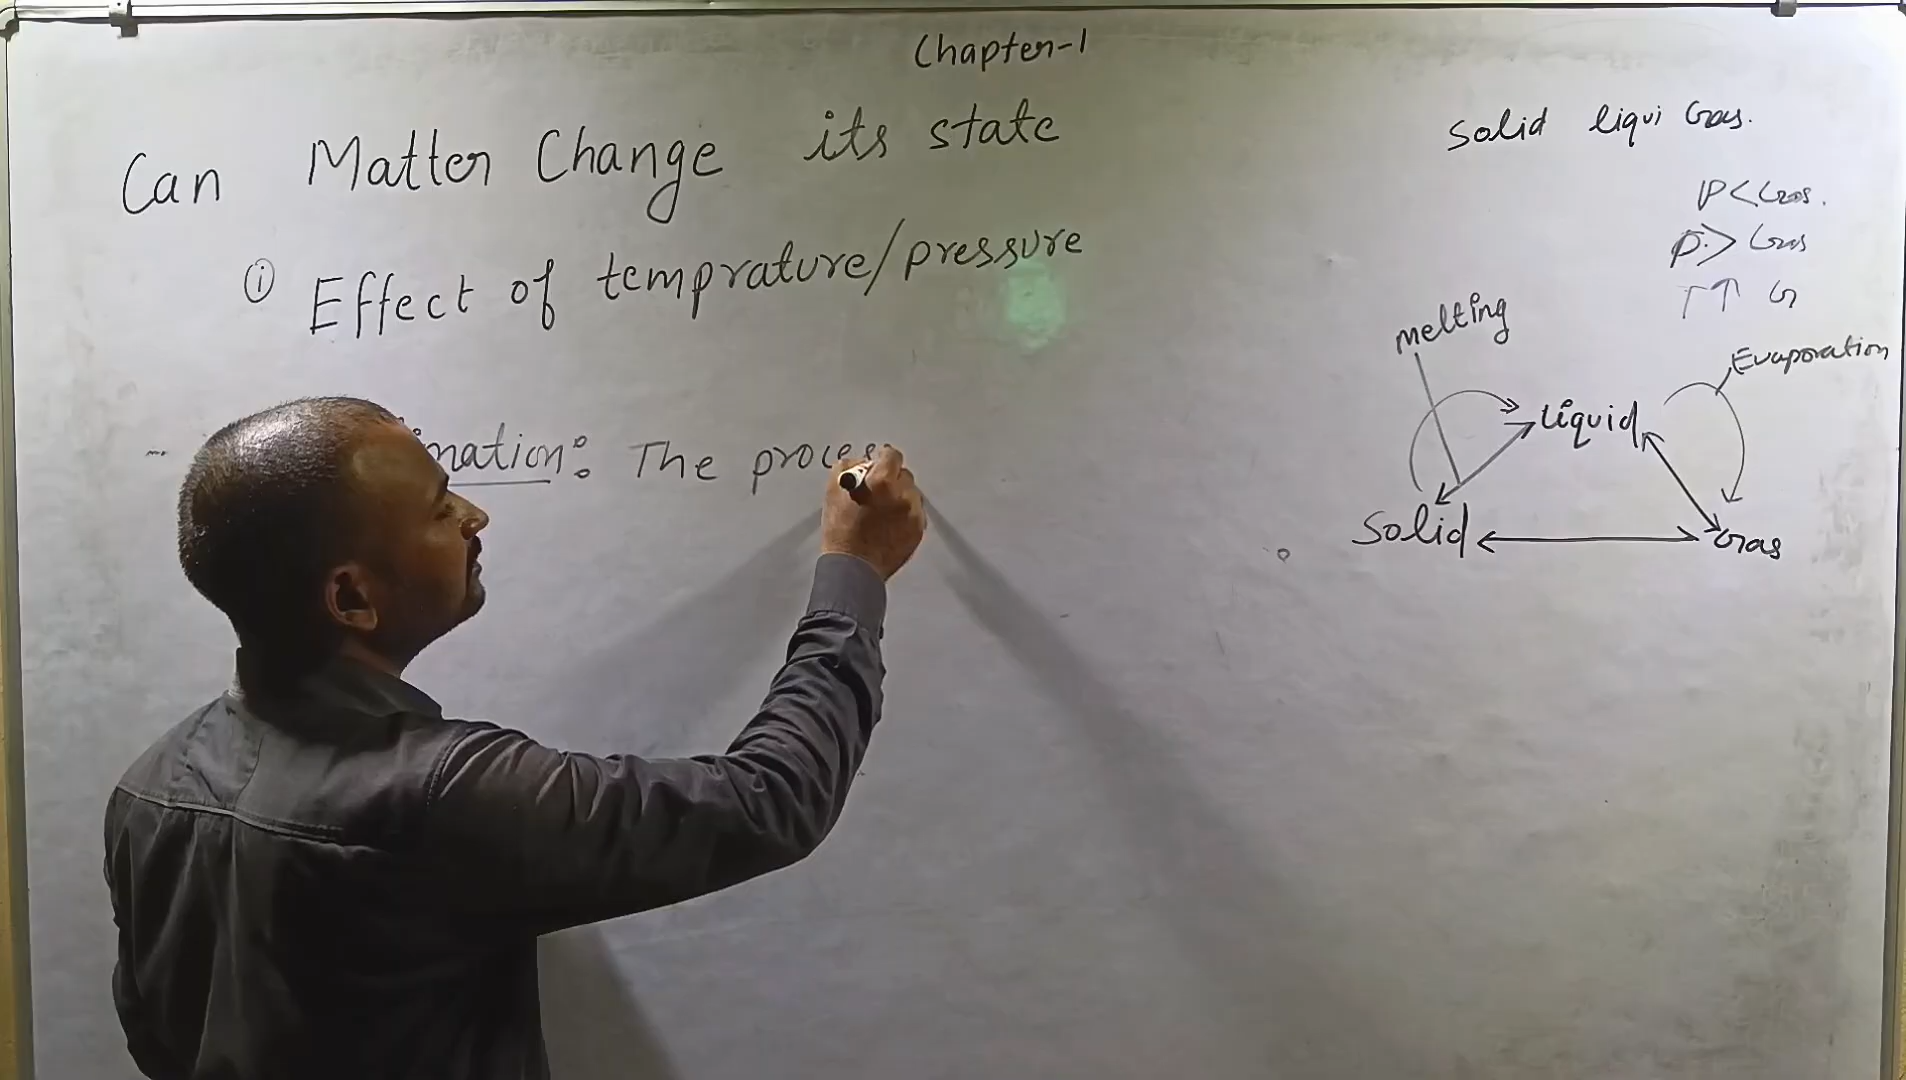 Chapter-1
Can Matter Change its state
① Effect of temprature/pressure
mation: The proces
Solid liqui Gas.
P < Gas.
P > Gas
T↑ G
melting
Evaporation
Liquid
Solid
Gas